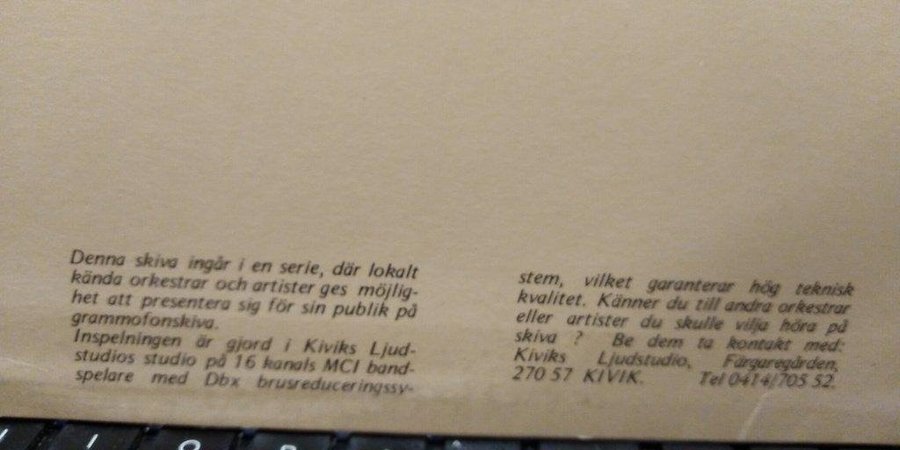 Denna skiva ingår i en serie, där lokalt
kända orkestrar och artister ges möjlig-
het att presentera sig för sin publik på
grammofonskiva.
Inspelningen är gjord i Kiviks Ljud-
studios studio på 16 kanals MCI band-
spelare med Dbx brusreduceringssy-
stem, vilket garanterar hög teknisk
kvalitet. Känner du till andra orkestrar
eller artister du skulle vilja höra på
skiva ? Be dem ta kontakt med:
Kiviks Ljudstudio, Färgaregården,
270 57 KIVIK. Tel 0414/705 52.
I O